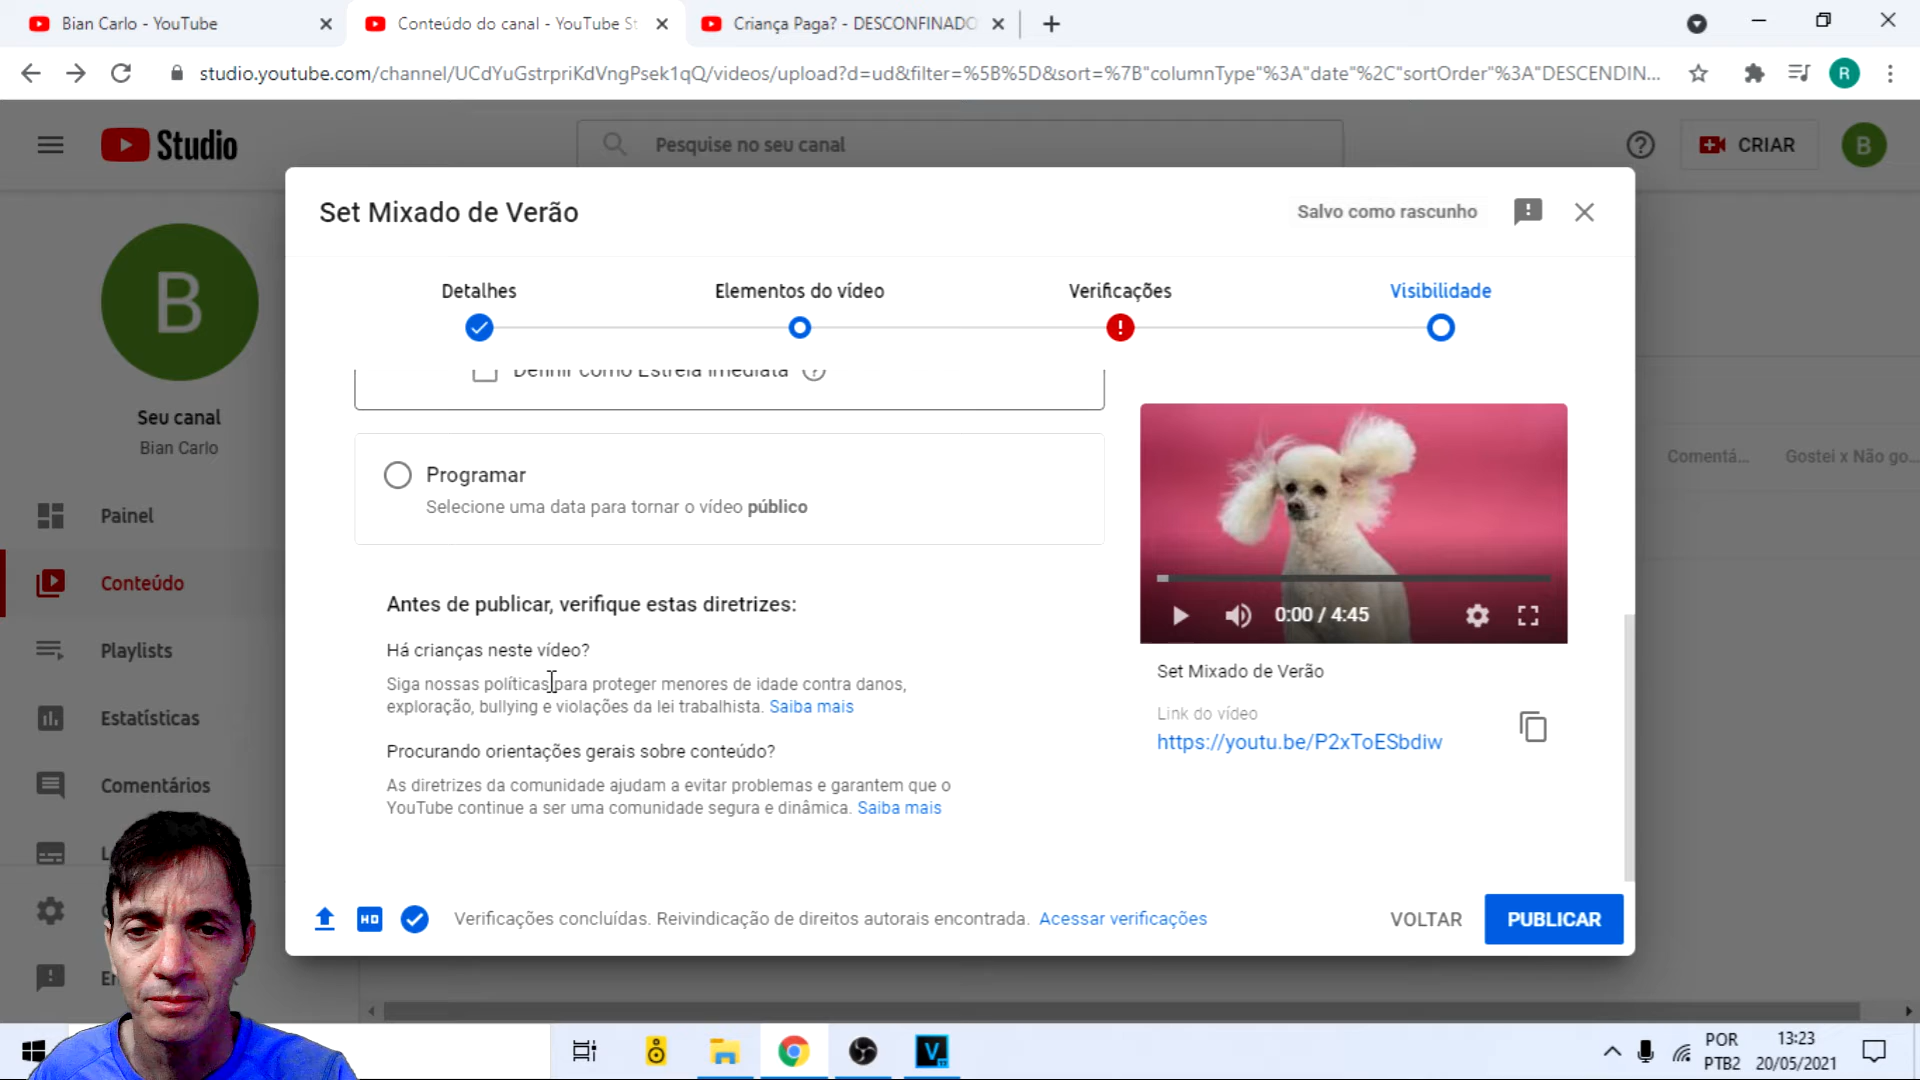 Bian Carlo - YouTube
Conteúdo do canal - YouTube St
Criança Paga? - DESCONFINADO
studio.youtube.com/channel/UCdYuGstrpriKdVngPsek1qQ/videos/upload?d=ud&filter=%5B%5D&sort=%7B"columnType"%3A"date"%2C"sortOrder"%3A"DESCENDIN...
R
Studio
Pesquise no seu canal
CRIAR
B
Set Mixado de Verão
Salvo como rascunho
Detalhes
Elementos do vídeo
Verificações
Visibilidade
B
Seu canal
Bian Carlo
Painel
Conteúdo
Playlists
Estatísticas
Comentários
Definir como Estreia imediata
Programar
Selecione uma data para tornar o vídeo público
Antes de publicar, verifique estas diretrizes:
Há crianças neste vídeo?
Siga nossas políticas para proteger menores de idade contra danos,
exploração, bullying e violações da lei trabalhista. Saiba mais
Procurando orientações gerais sobre conteúdo?
As diretrizes da comunidade ajudam a evitar problemas e garantem que o
YouTube continue a ser uma comunidade segura e dinâmica. Saiba mais
0:00 / 4:45
Set Mixado de Verão
Link do vídeo
https://youtu.be/P2xToESbdiw
Comentá...
Gostei x Não go...
HD
Verificações concluídas. Reivindicação de direitos autorais encontrada. Acessar verificações
VOLTAR
PUBLICAR
V
POR
PTB2
13:23
20/05/2021